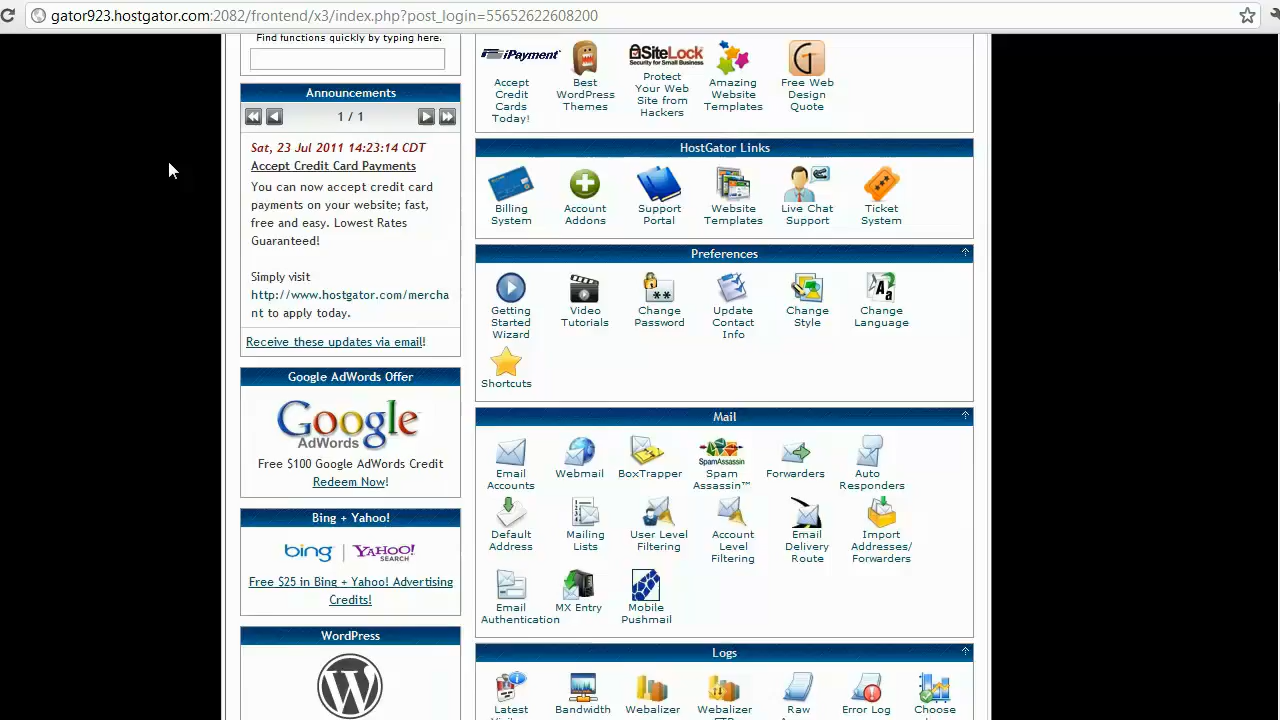 gator923.hostgator.com:2082/frontend/x3/index.php?post_login=55652622608200
Find functions quickly by typing here.
Announcements
1 / 1
Sat, 23 Jul 2011 14:23:14 CDT
Accept Credit Card Payments
You can now accept credit card
payments on your website; fast,
free and easy. Lowest Rates
Guaranteed!
Simply visit
http://www.hostgator.com/mercha
nt to apply today.
Receive these updates via email!
Google AdWords Offer
Google
AdWords
Free $100 Google AdWords Credit
Redeem Now!
Bing + Yahoo!
bing | YAHOO!
SEARCH
Free $25 in Bing + Yahoo! Advertising
Credits!
WordPress
iPayment
Accept
Credit
Cards
Today!
Best
WordPress
Themes
SiteLock
Security for Small Business
Protect
Your Web
Site from
Hackers
Amazing
Website
Templates
Free Web
Design
Quote
HostGator Links
Billing
System
Account
Addons
Support
Portal
Website
Templates
Live Chat
Support
Ticket
System
Preferences
Getting
Started
Wizard
Video
Tutorials
Change
Password
Update
Contact
Info
Change
Style
Change
Language
Shortcuts
Mail
Email
Accounts
Webmail
BoxTrapper
SpamAssassin
Spam
Assassin™
Forwarders
Auto
Responders
Default
Address
Mailing
Lists
User Level
Filtering
Account
Level
Filtering
Email
Delivery
Route
Import
Addresses/
Forwarders
Email
Authentication
MX Entry
Mobile
Pushmail
Logs
Latest
Bandwidth
Webalizer
Webalizer
Raw
Error Log
Choose